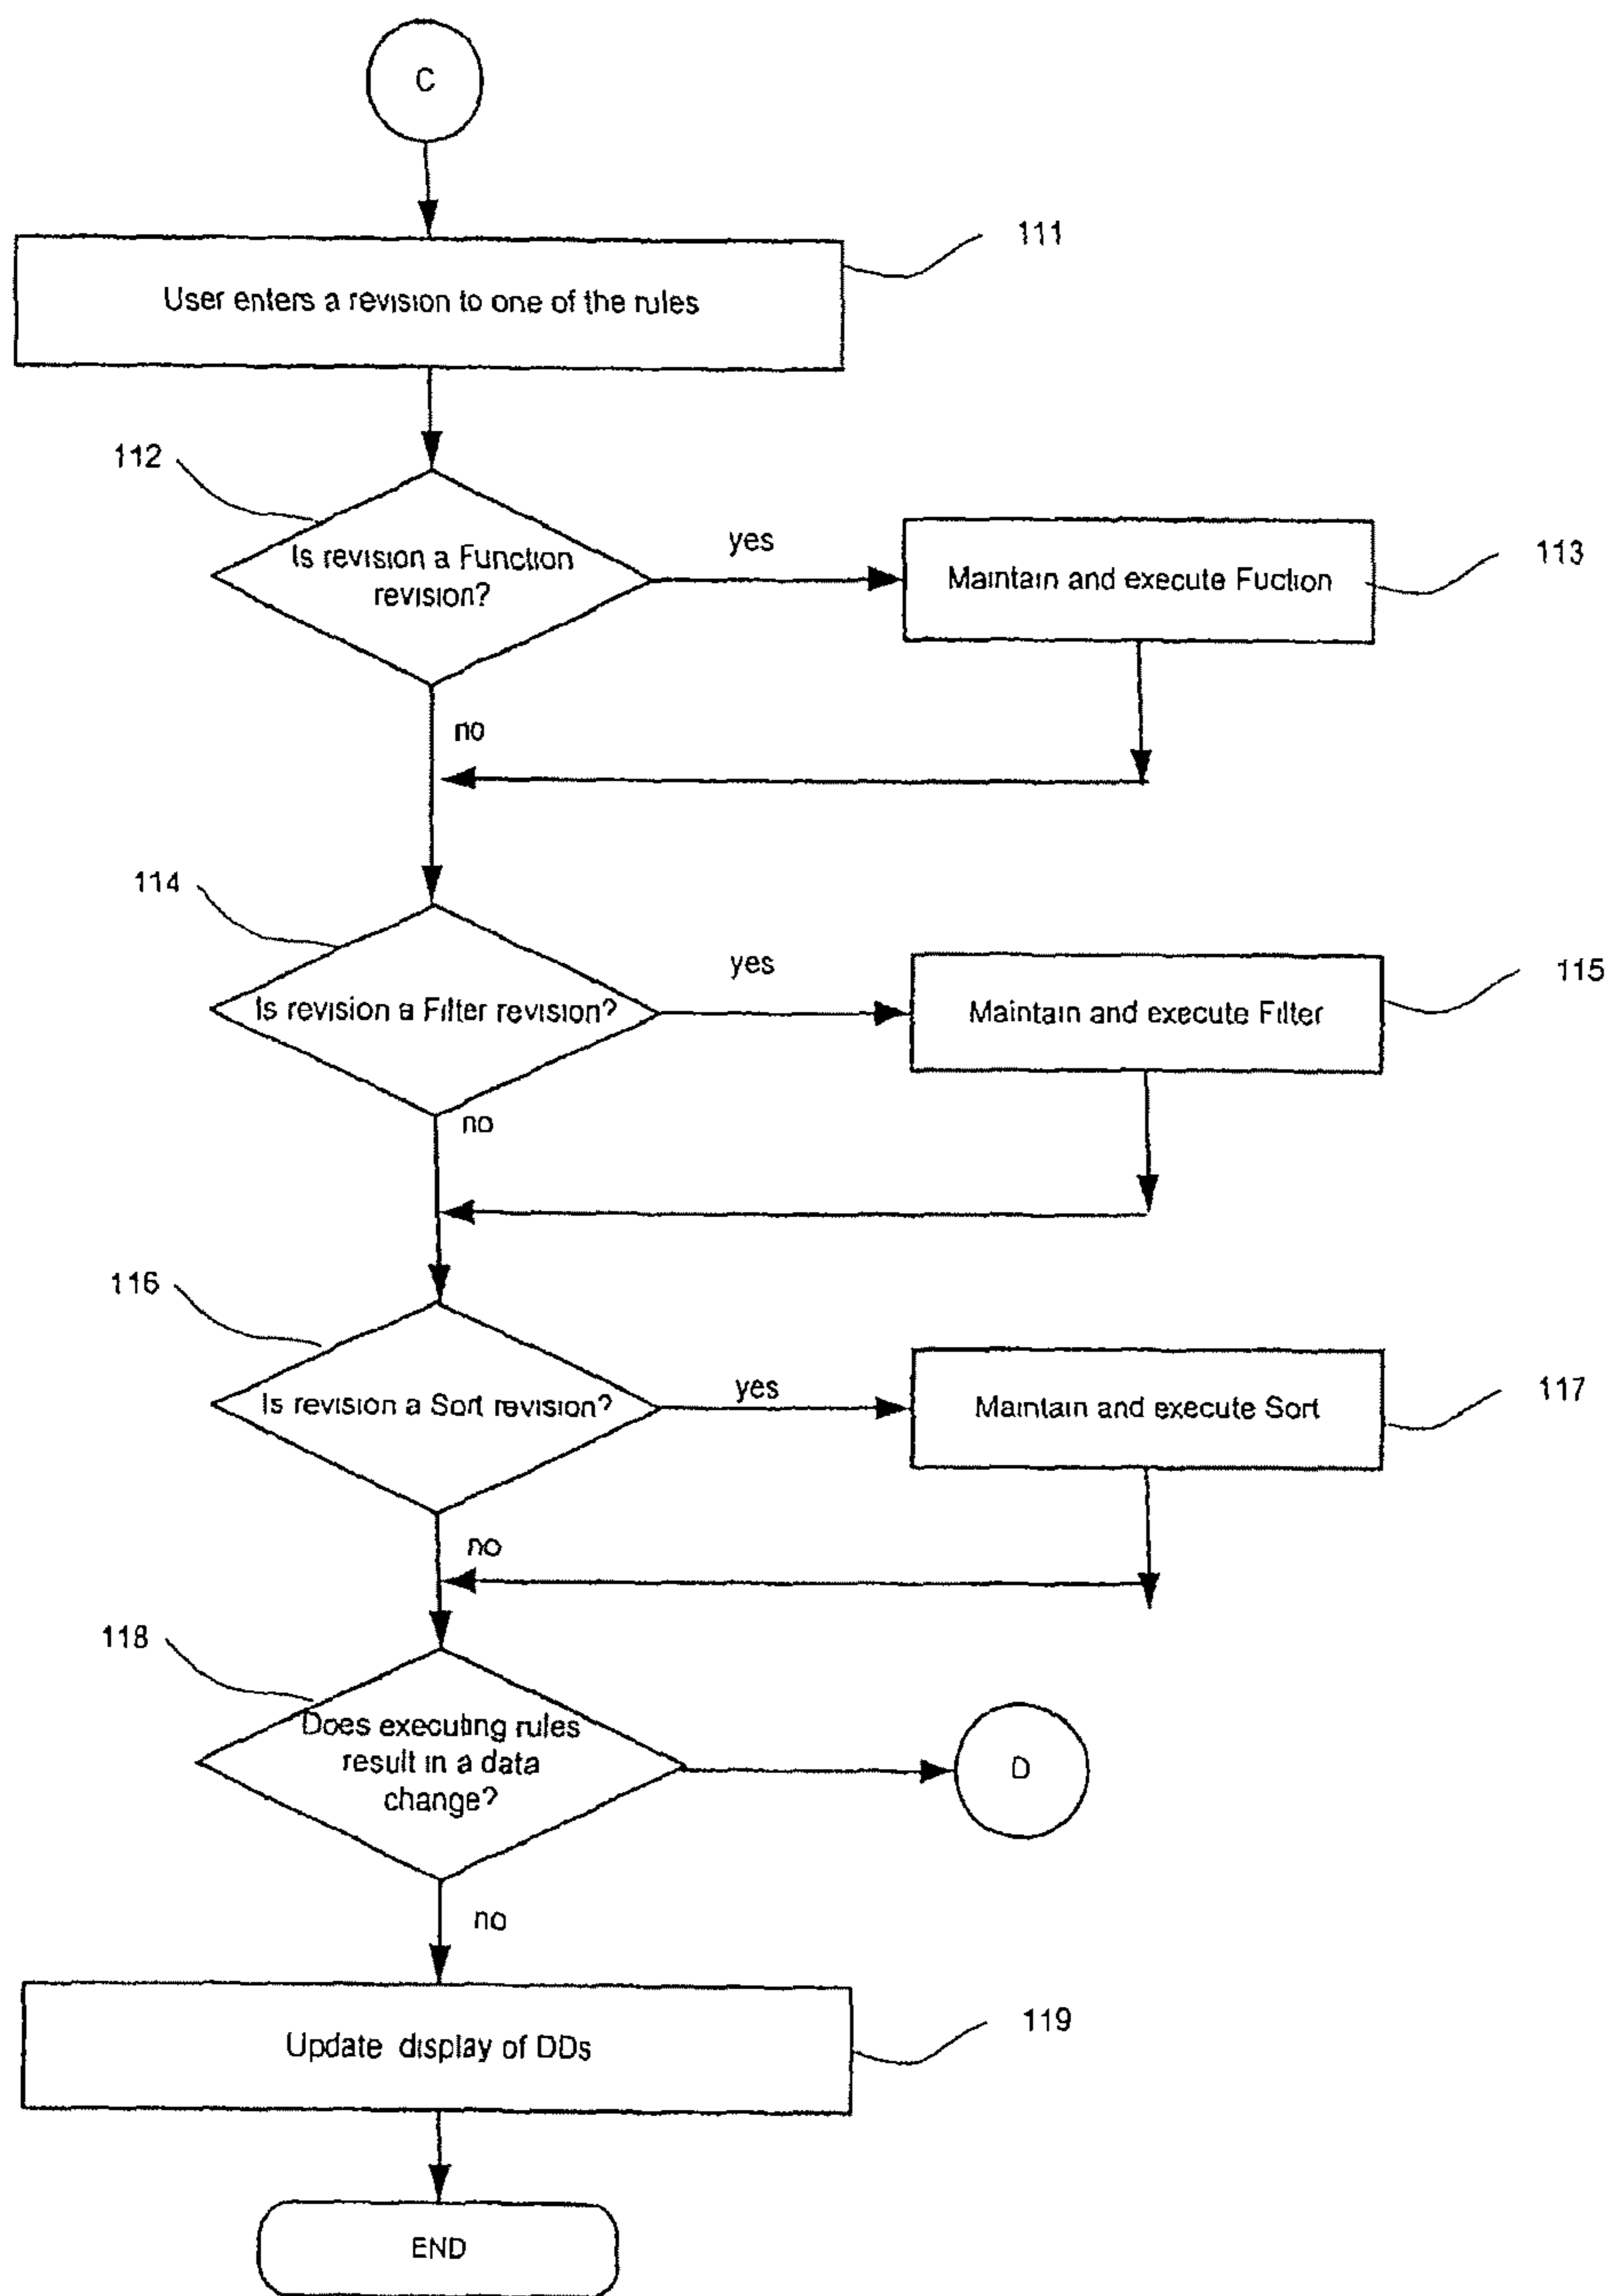 C
111
User enters a revision to one of the rules
112
Is revision a Function
revision?
yes
Maintain and execute Fuction
113
no
114
Is revision a Filter revision?
yes
Maintain and execute Filter
115
no
116
Is revision a Sort revision?
yes
Maintain and execute Sort
117
no
118
Does executing rules
result in a data
change?
D
no
Update display of DDs
119
END